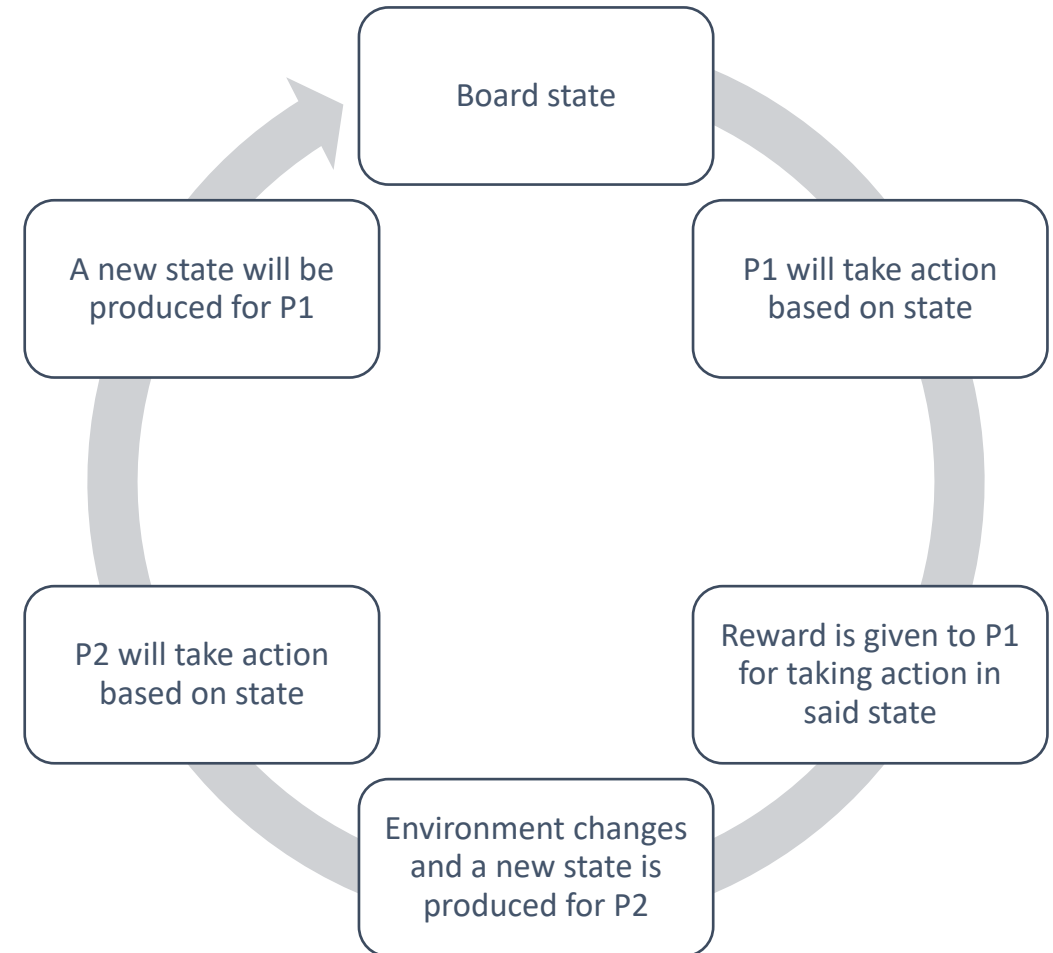 Board state
P1 will take action
based on state
Reward is given to P1
for taking action in
said state
Environment changes
and a new state is
produced for P2
P2 will take action
based on state
A new state will be
produced for P1